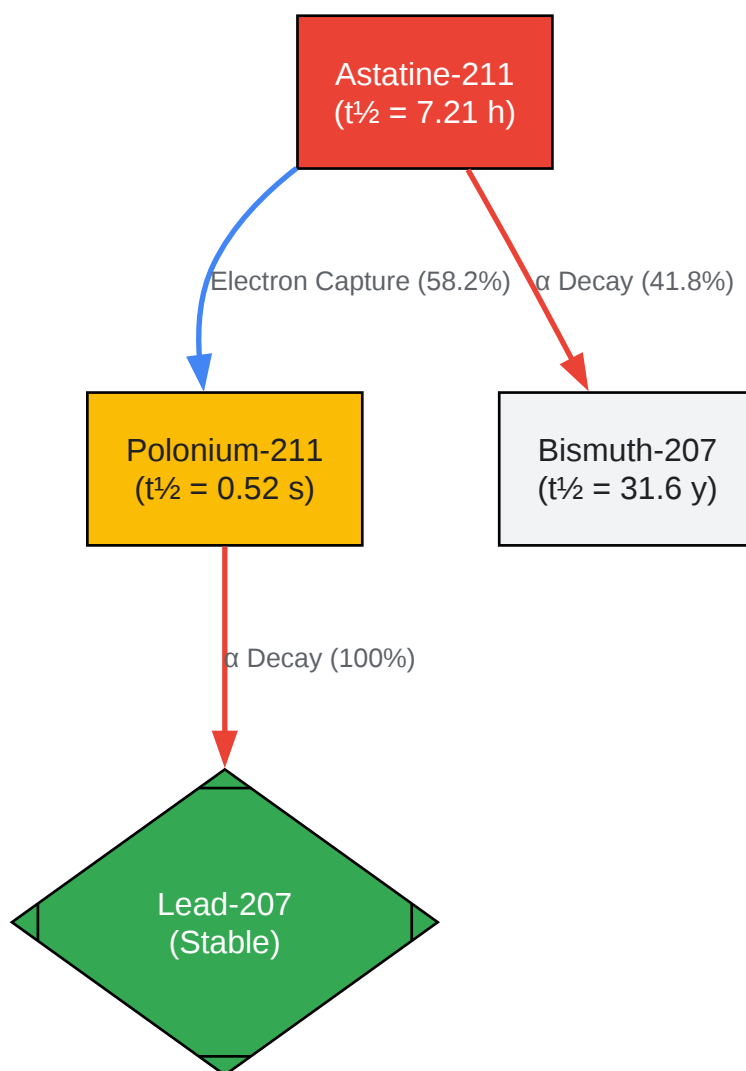 Astatine-211
(t½ = 7.21 h)
Electron Capture (58.2%)
α Decay (41.8%)
Polonium-211
(t½ = 0.52 s)
Bismuth-207
(t½ = 31.6 y)
α Decay (100%)
Lead-207
(Stable)